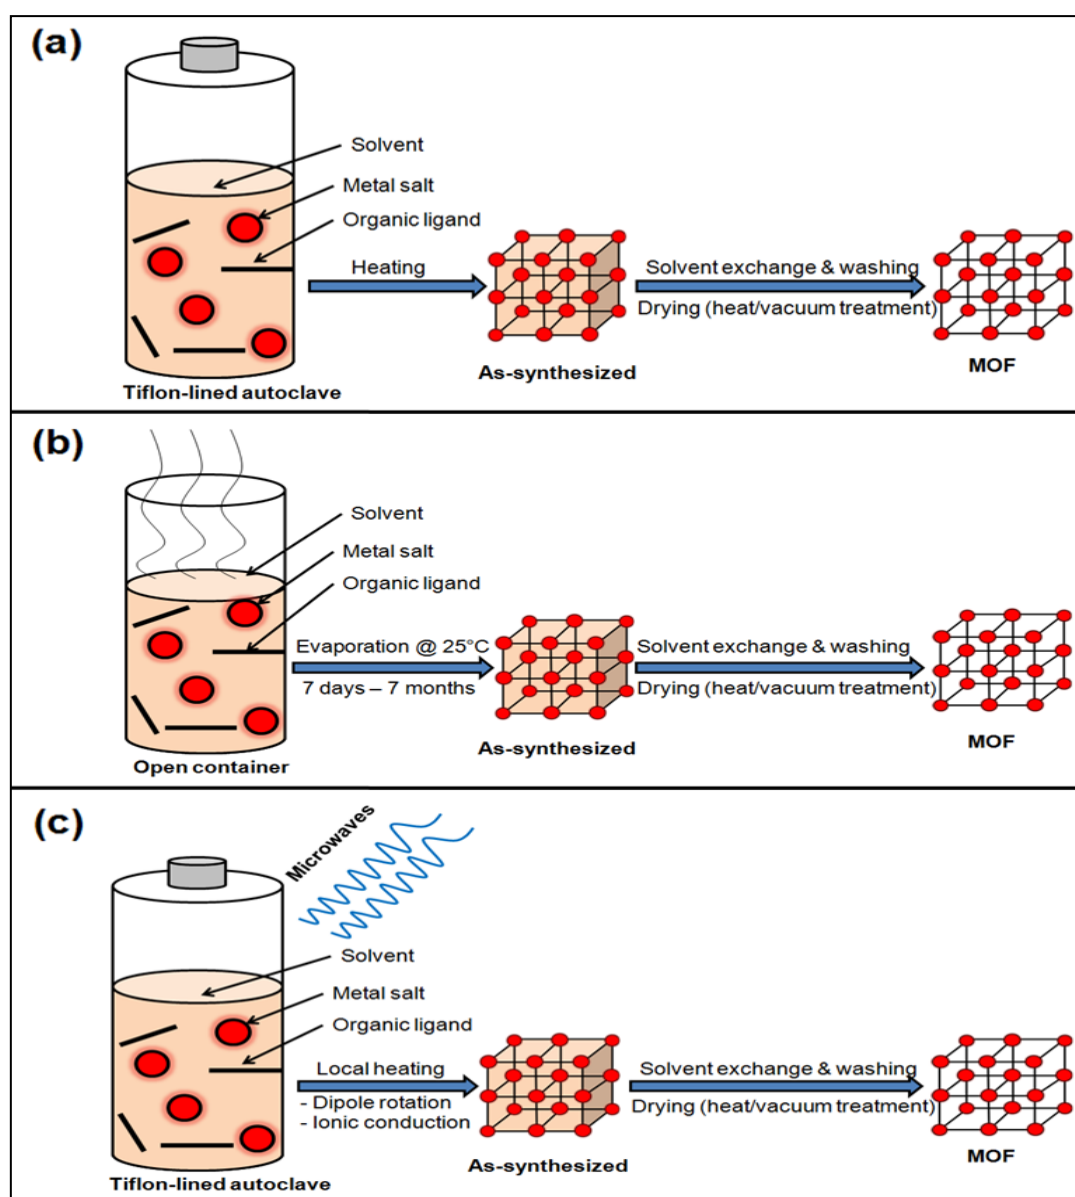 (a)
Solvent
Metal salt
Organic ligand
Heating
Solvent exchange & washing
Drying (heat/vacuum treatment)
Tiflon-lined autoclave
As-synthesized
MOF
(b)
Solvent
Metal salt
Organic ligand
Evaporation @ 25°C
7 days – 7 months
Solvent exchange & washing
Drying (heat/vacuum treatment)
Open container
As-synthesized
MOF
(c)
Microwaves
Solvent
Metal salt
Organic ligand
Local heating
- Dipole rotation
- Ionic conduction
Solvent exchange & washing
Drying (heat/vacuum treatment)
Tiflon-lined autoclave
As-synthesized
MOF